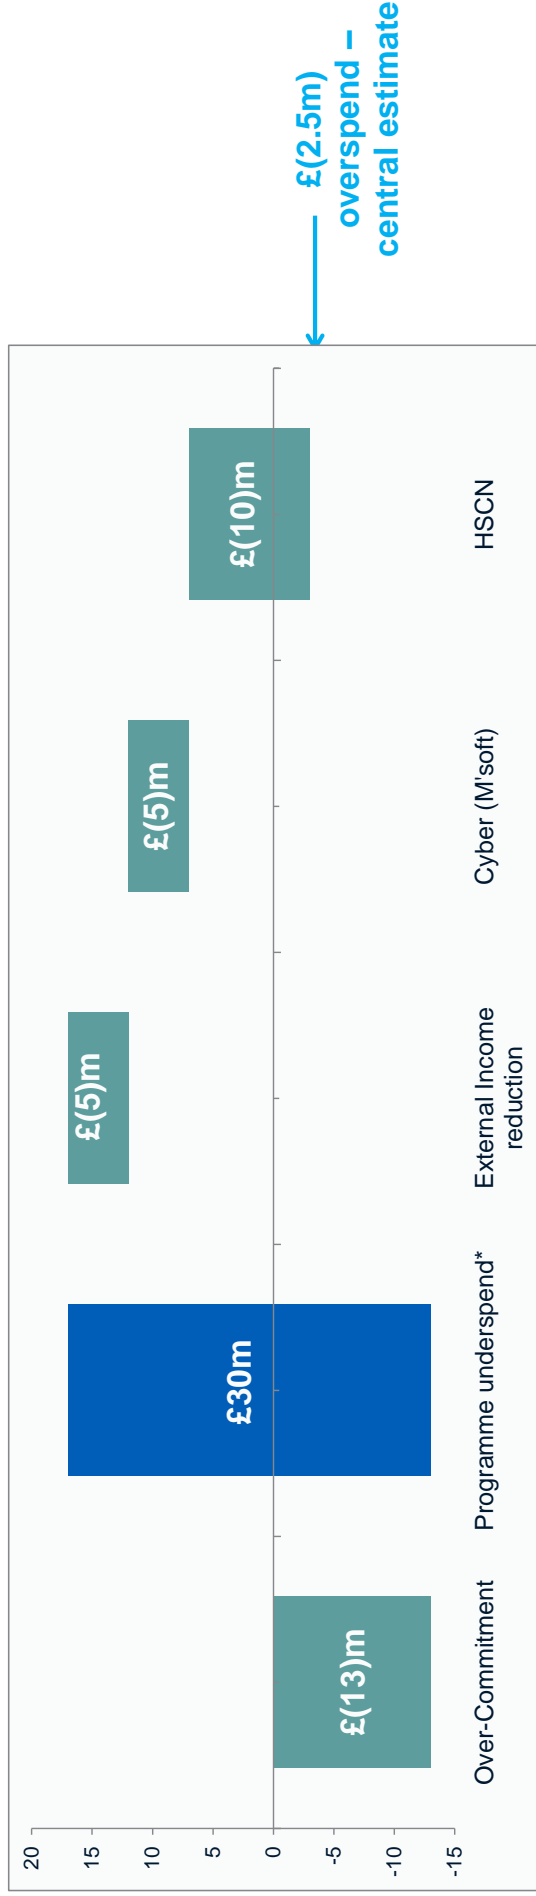 20
15
10
5
0
-5
-10
-15
£(13)m
£30m
£(5)m
£(5)m
£(10)m
Over-Commitment
Programme underspend*
External Income
reduction
Cyber (M'soft)
HSCN
£(2.5m)
overspend –
central estimate